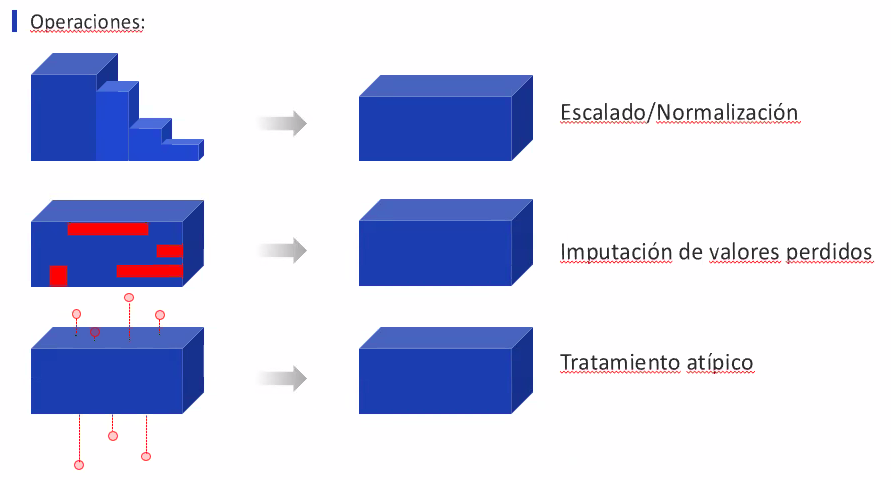 Operaciones:
Escalado/Normalización
Imputación de valores perdidos
Tratamiento atípico